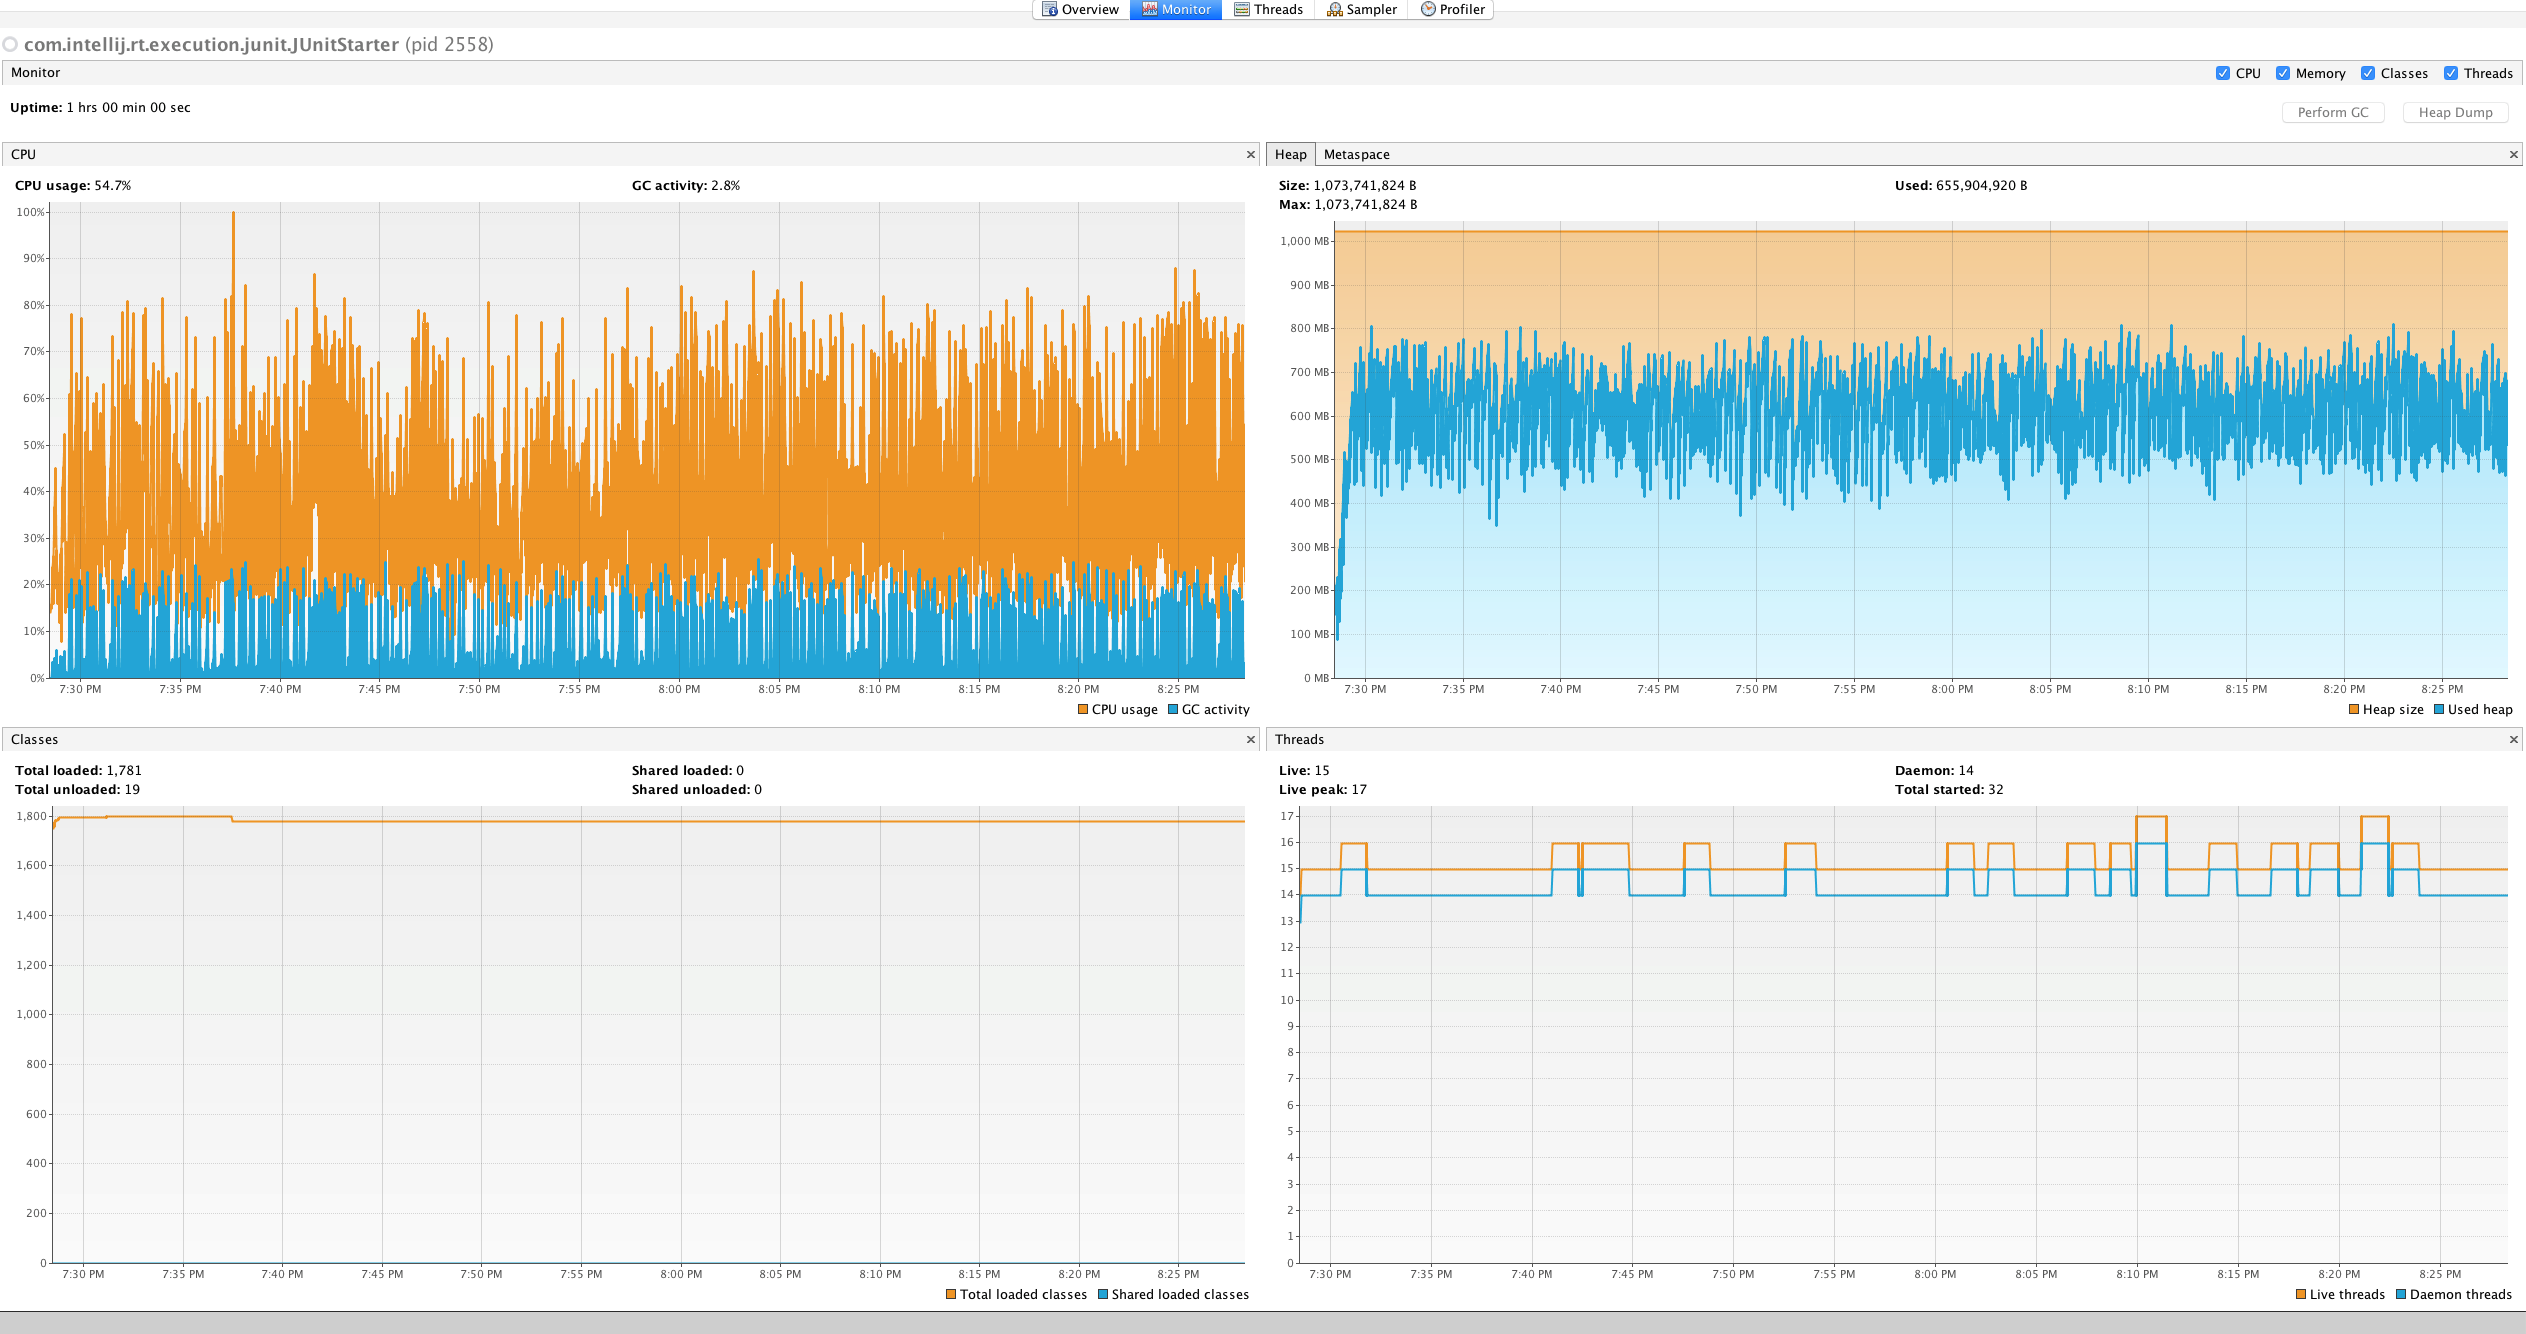 Overview Monitor Threads Sampler Profiler
com.intellij.rt.execution.junit.JUnitStarter (pid 2558)
Monitor
CPU Memory Classes Threads
Uptime: 1 hrs 00 min 00 sec
Perform GC Heap Dump
CPU
CPU usage: 54.7% GC activity: 2.8%
100%
90%
80%
70%
60%
50%
40%
30%
20%
10%
0%
7:30 PM 7:35 PM 7:40 PM 7:45 PM 7:50 PM 7:55 PM 8:00 PM 8:05 PM 8:10 PM 8:15 PM 8:20 PM 8:25 PM
CPU usage GC activity
Heap Metaspace
Size: 1,073,741,824 B Used: 655,904,920 B
Max: 1,073,741,824 B
1,000 MB
900 MB
800 MB
700 MB
600 MB
500 MB
400 MB
300 MB
200 MB
100 MB
0 MB
7:30 PM 7:35 PM 7:40 PM 7:45 PM 7:50 PM 7:55 PM 8:00 PM 8:05 PM 8:10 PM 8:15 PM 8:20 PM 8:25 PM
Heap size Used heap
Classes
Total loaded: 1,781 Shared loaded: 0
Total unloaded: 19 Shared unloaded: 0
1,800
1,600
1,400
1,200
1,000
800
600
400
200
0
7:30 PM 7:35 PM 7:40 PM 7:45 PM 7:50 PM 7:55 PM 8:00 PM 8:05 PM 8:10 PM 8:15 PM 8:20 PM 8:25 PM
Total loaded classes Shared loaded classes
Threads
Live: 15 Daemon: 14
Live peak: 17 Total started: 32
17
16
15
14
13
12
11
10
9
8
7
6
5
4
3
2
1
0
7:30 PM 7:35 PM 7:40 PM 7:45 PM 7:50 PM 7:55 PM 8:00 PM 8:05 PM 8:10 PM 8:15 PM 8:20 PM 8:25 PM
Live threads Daemon threads